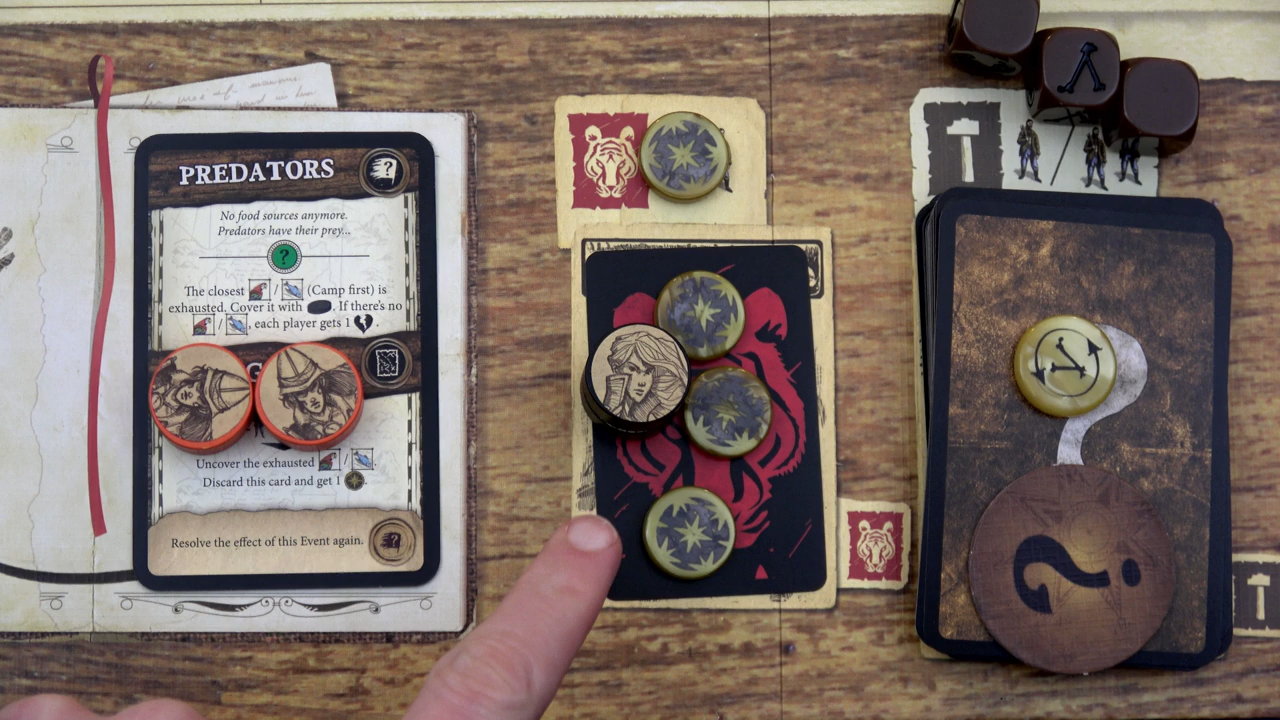 PREDATORS
No food sources anymore.
Predators have their prey...
?
The closest / (Camp first) is
exhausted. Cover it with . If there's no
/ , each player gets 1 .
Uncover the exhausted /
Discard this card and get 1 .
Resolve the effect of this Event again.
?